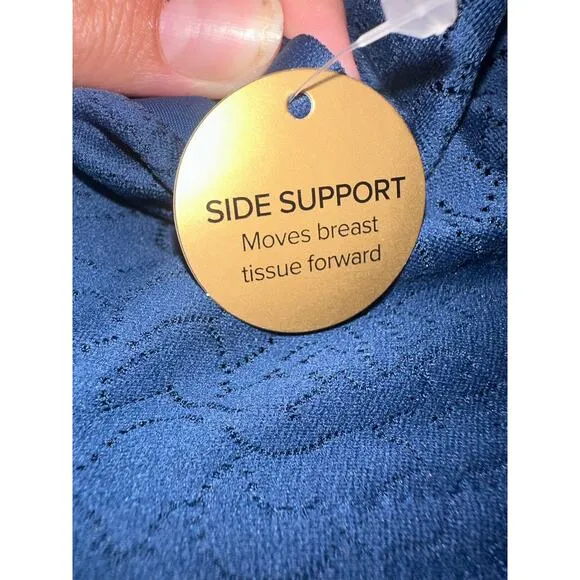 SIDE SUPPORT
Moves breast
tissue forward